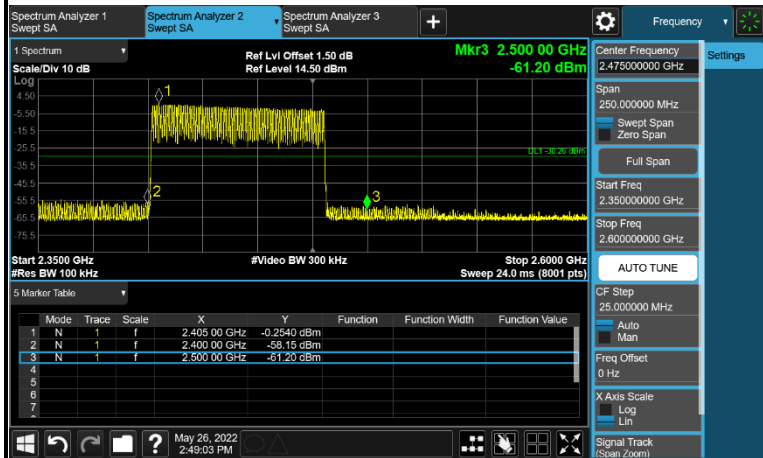 Spectrum Analyzer 1
Swept SA
Spectrum Analyzer 2
Swept SA
Spectrum Analyzer 3
Swept SA
+
Frequency
1 Spectrum
Scale/Div 10 dB
Ref Lvl Offset 1.50 dB
Ref Level 14.50 dBm
Mkr3 2.500 00 GHz
-61.20 dBm
Log
4.50
-5.50
-15.5
-25.5
-35.5
-45.5
-55.5
-65.5
-75.5
1
2
3
DL1 -30.26 dBm
Start 2.3500 GHz
#Res BW 100 kHz
#Video BW 300 kHz
Stop 2.6000 GHz
Sweep 24.0 ms (8001 pts)
5 Marker Table
Mode Trace Scale X Y Function Function Width Function Value
1 N 1 f 2.405 00 GHz -0.2540 dBm
2 N 1 f 2.400 00 GHz -58.15 dBm
3 N 1 f 2.500 00 GHz -61.20 dBm
4
5
6
7
?
May 26, 2022
2:49:03 PM
Center Frequency
2.475000000 GHz
Settings
Span
250.000000 MHz
Swept Span
Zero Span
Full Span
Start Freq
2.350000000 GHz
Stop Freq
2.600000000 GHz
AUTO TUNE
CF Step
25.000000 MHz
Auto
Man
Freq Offset
0 Hz
X Axis Scale
Log
Lin
Signal Track
(Span Zoom)